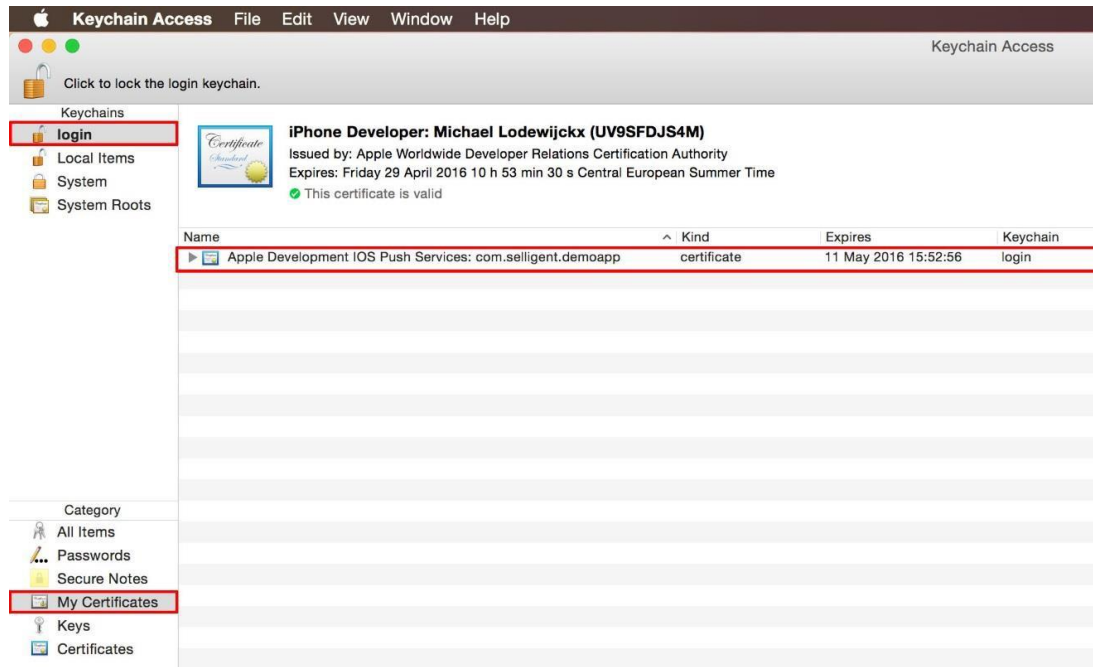 Keychain Access File Edit View Window Help
Keychain Access
Click to lock the login keychain.
Keychains
login
Local Items
System
System Roots
Certificate
Standard
iPhone Developer: Michael Lodewijckx (UV9SFDJS4M)
Issued by: Apple Worldwide Developer Relations Certification Authority
Expires: Friday 29 April 2016 10 h 53 min 30 s Central European Summer Time
This certificate is valid
Name Kind Expires Keychain
Apple Development IOS Push Services: com.selligent.demoapp certificate 11 May 2016 15:52:56 login
Category
All Items
Passwords
Secure Notes
My Certificates
Keys
Certificates